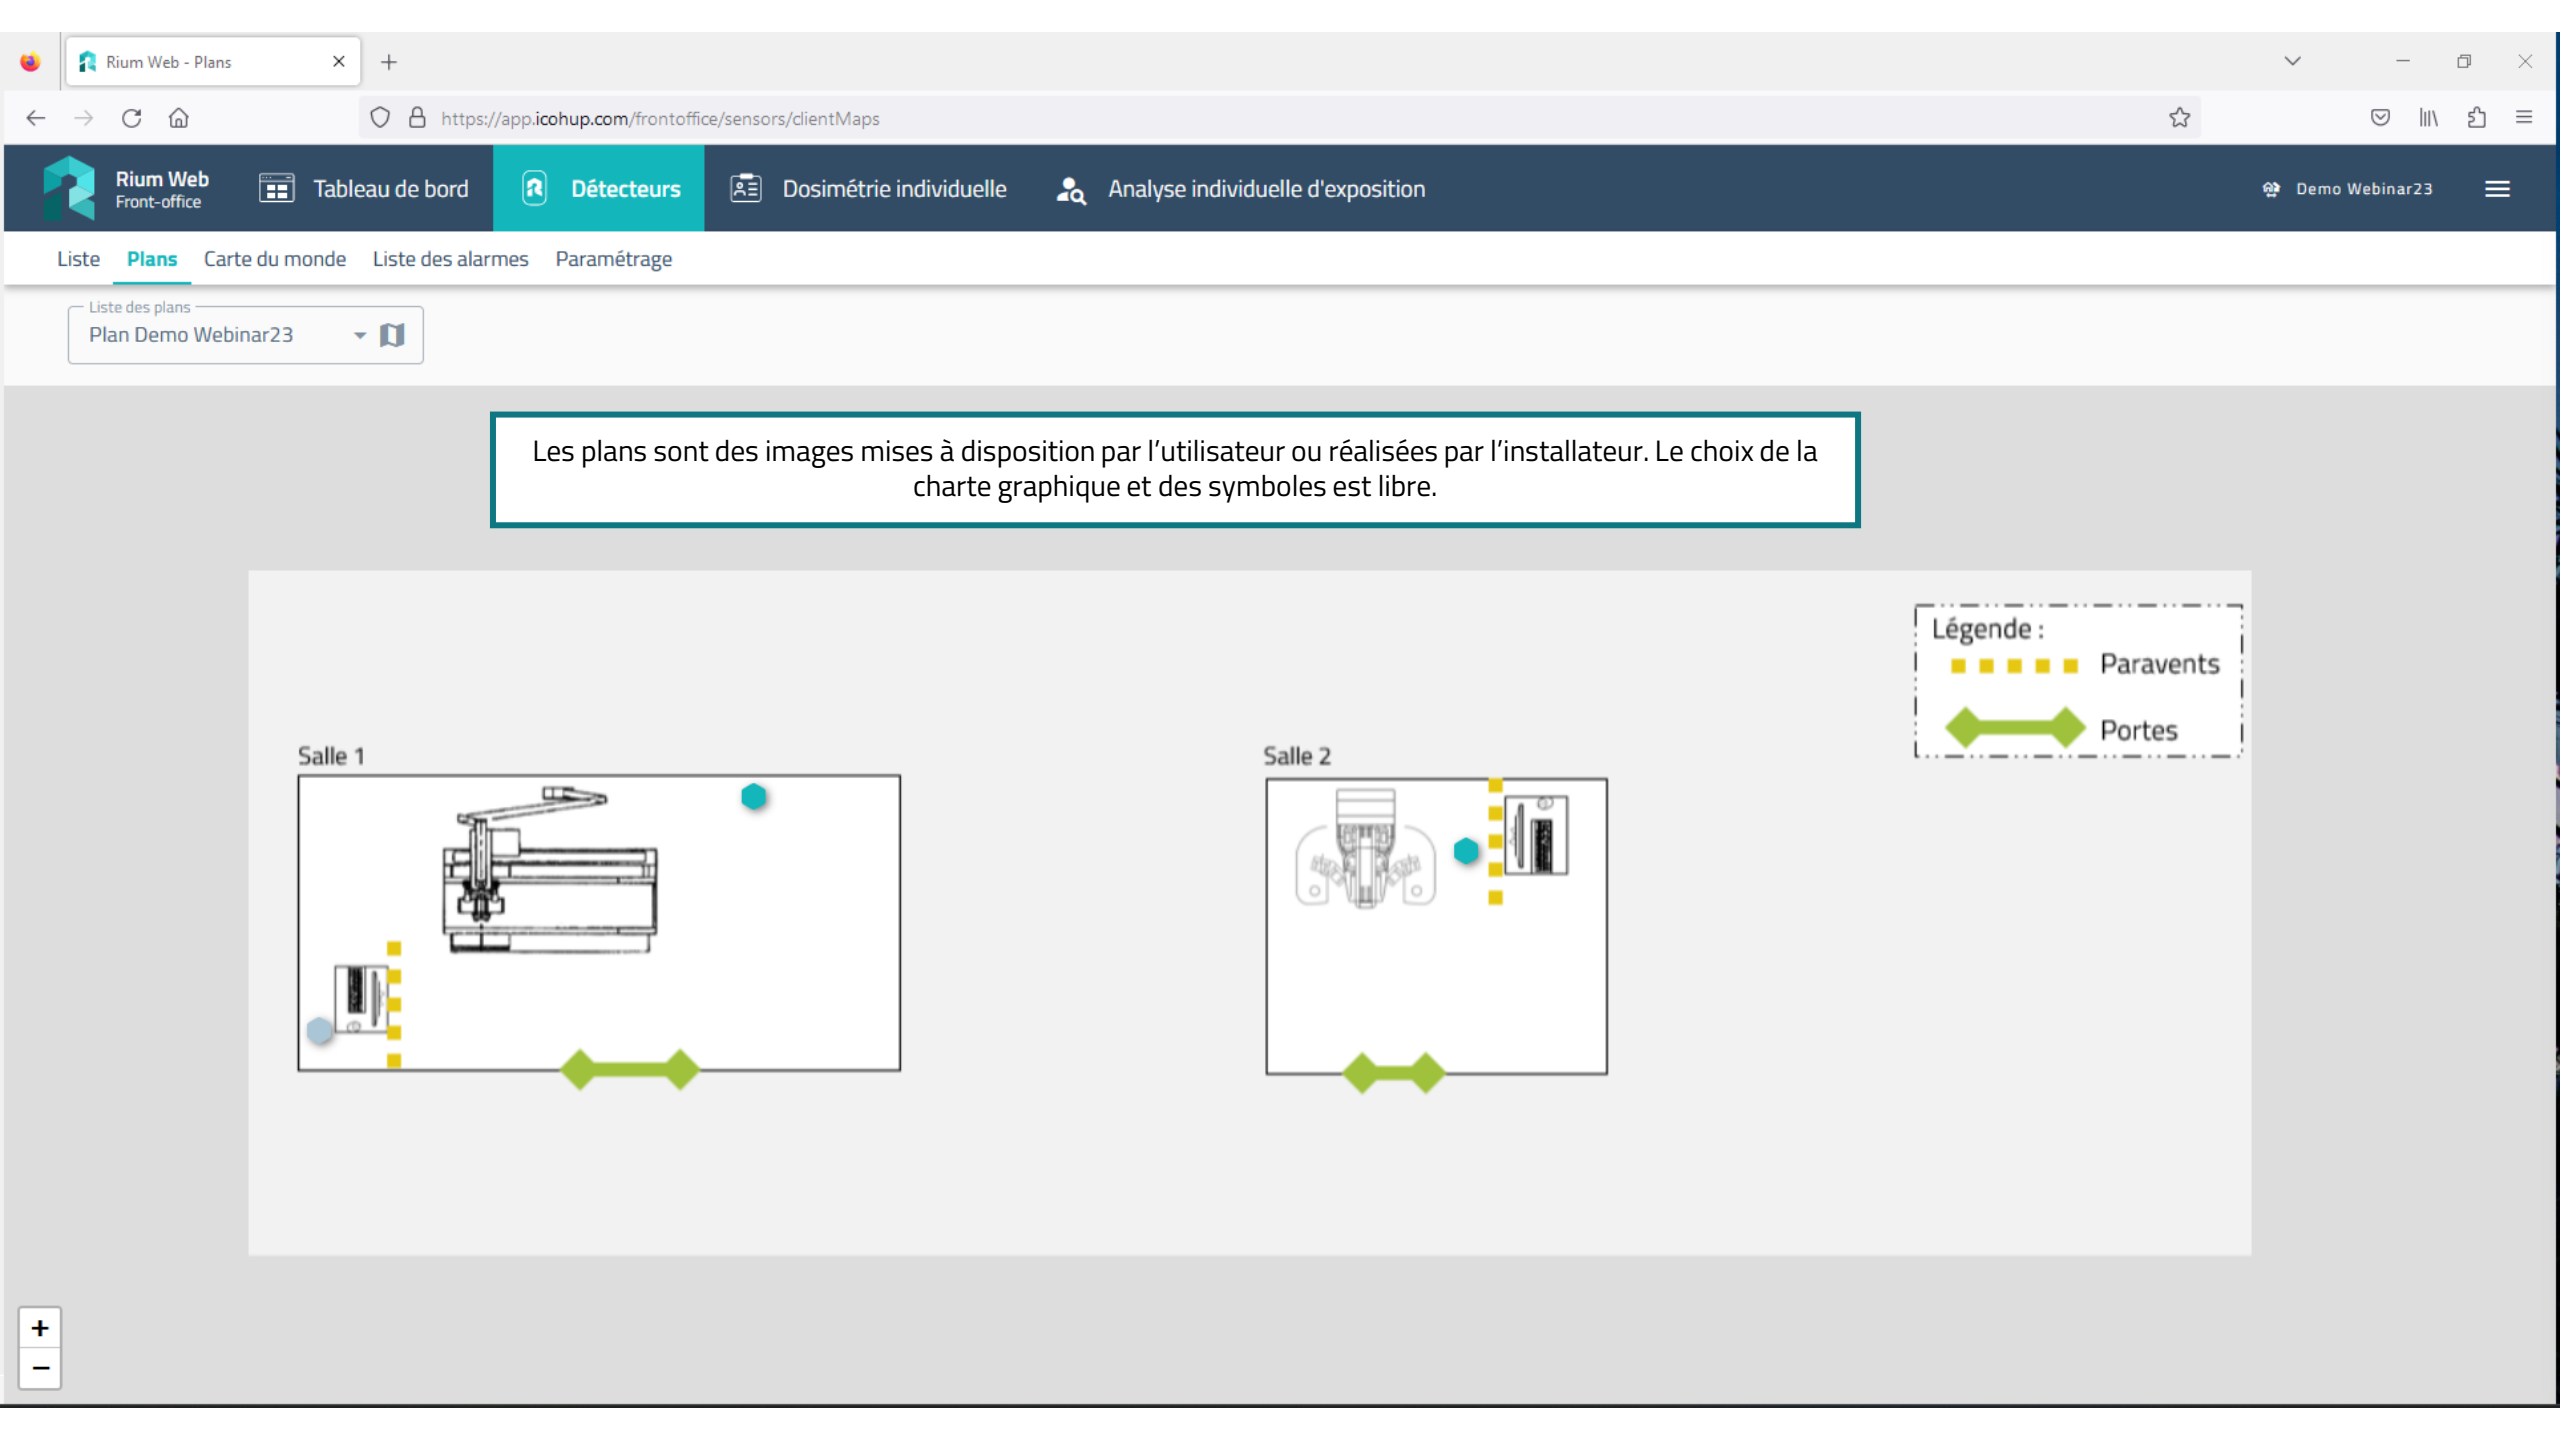 Rium Web - Plans
https://app.icohup.com/frontoffice/sensors/clientMaps
Rium Web
Front-office
Tableau de bord
Détecteurs
Dosimétrie individuelle
Analyse individuelle d'exposition
Demo Webinar23
Liste Plans Carte du monde Liste des alarmes Paramétrage
Liste des plans
Plan Demo Webinar23
Les plans sont des images mises à disposition par l'utilisateur ou réalisées par l'installateur. Le choix de la
charte graphique et des symboles est libre.
Légende :
Paravents
Portes
Salle 1
Salle 2
+
−